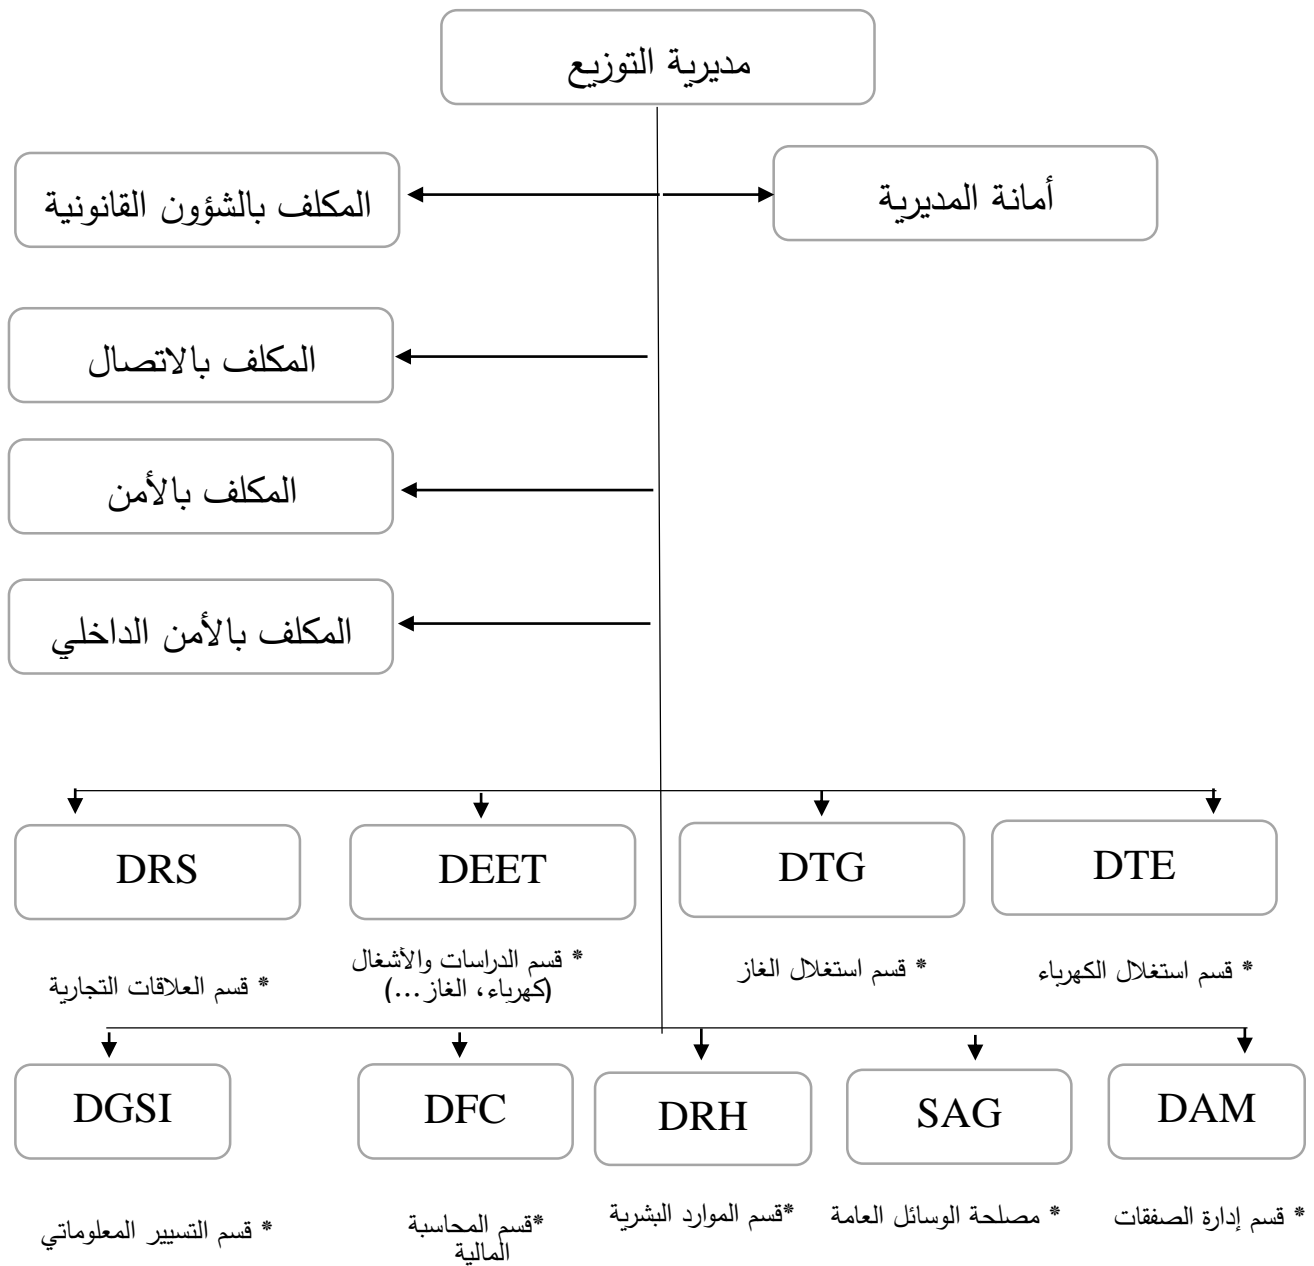 مديرية التوزيع
أمانة المديرية
المكلف بالشؤون القانونية
المكلف بالاتصال
المكلف بالأمن
المكلف بالأمن الداخلي
DTE
DTG
DEET
DRS
* قسم استغلال الكهرباء
* قسم استغلال الغاز
* قسم الدراسات والأشغال
(كهرباء، الغاز...)
* قسم العلاقات التجارية
DAM
SAG
DRH
DFC
DGSI
* قسم إدارة الصفقات
* مصلحة الوسائل العامة
*قسم الموارد البشرية
*قسم المحاسبة
المالية
* قسم التسيير المعلوماتي